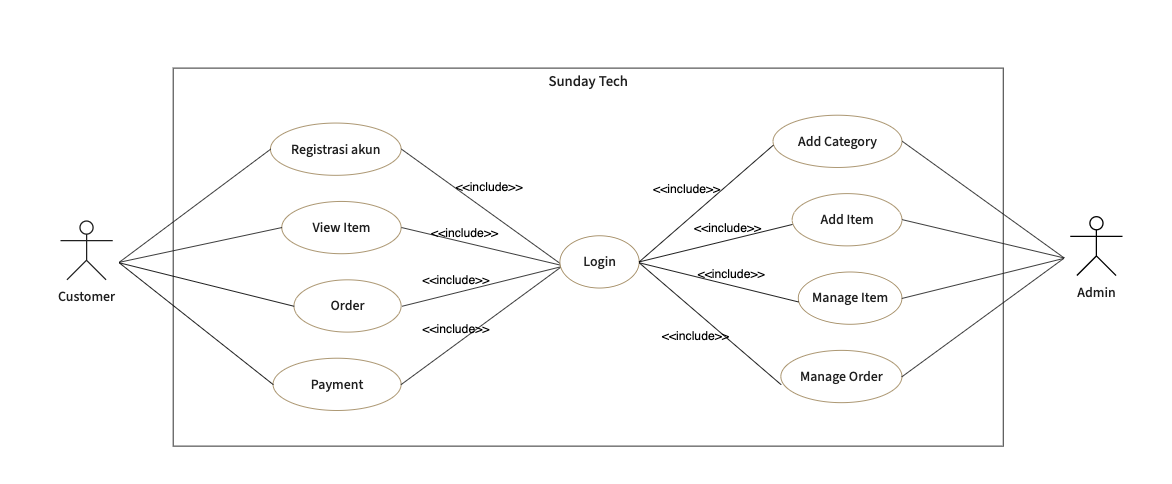 Sunday Tech
Registrasi akun
View Item
Order
Payment
<<include>>
<<include>>
<<include>>
<<include>>
Login
<<include>>
<<include>>
<<include>>
<<include>>
Add Category
Add Item
Manage Item
Manage Order
Customer
Admin